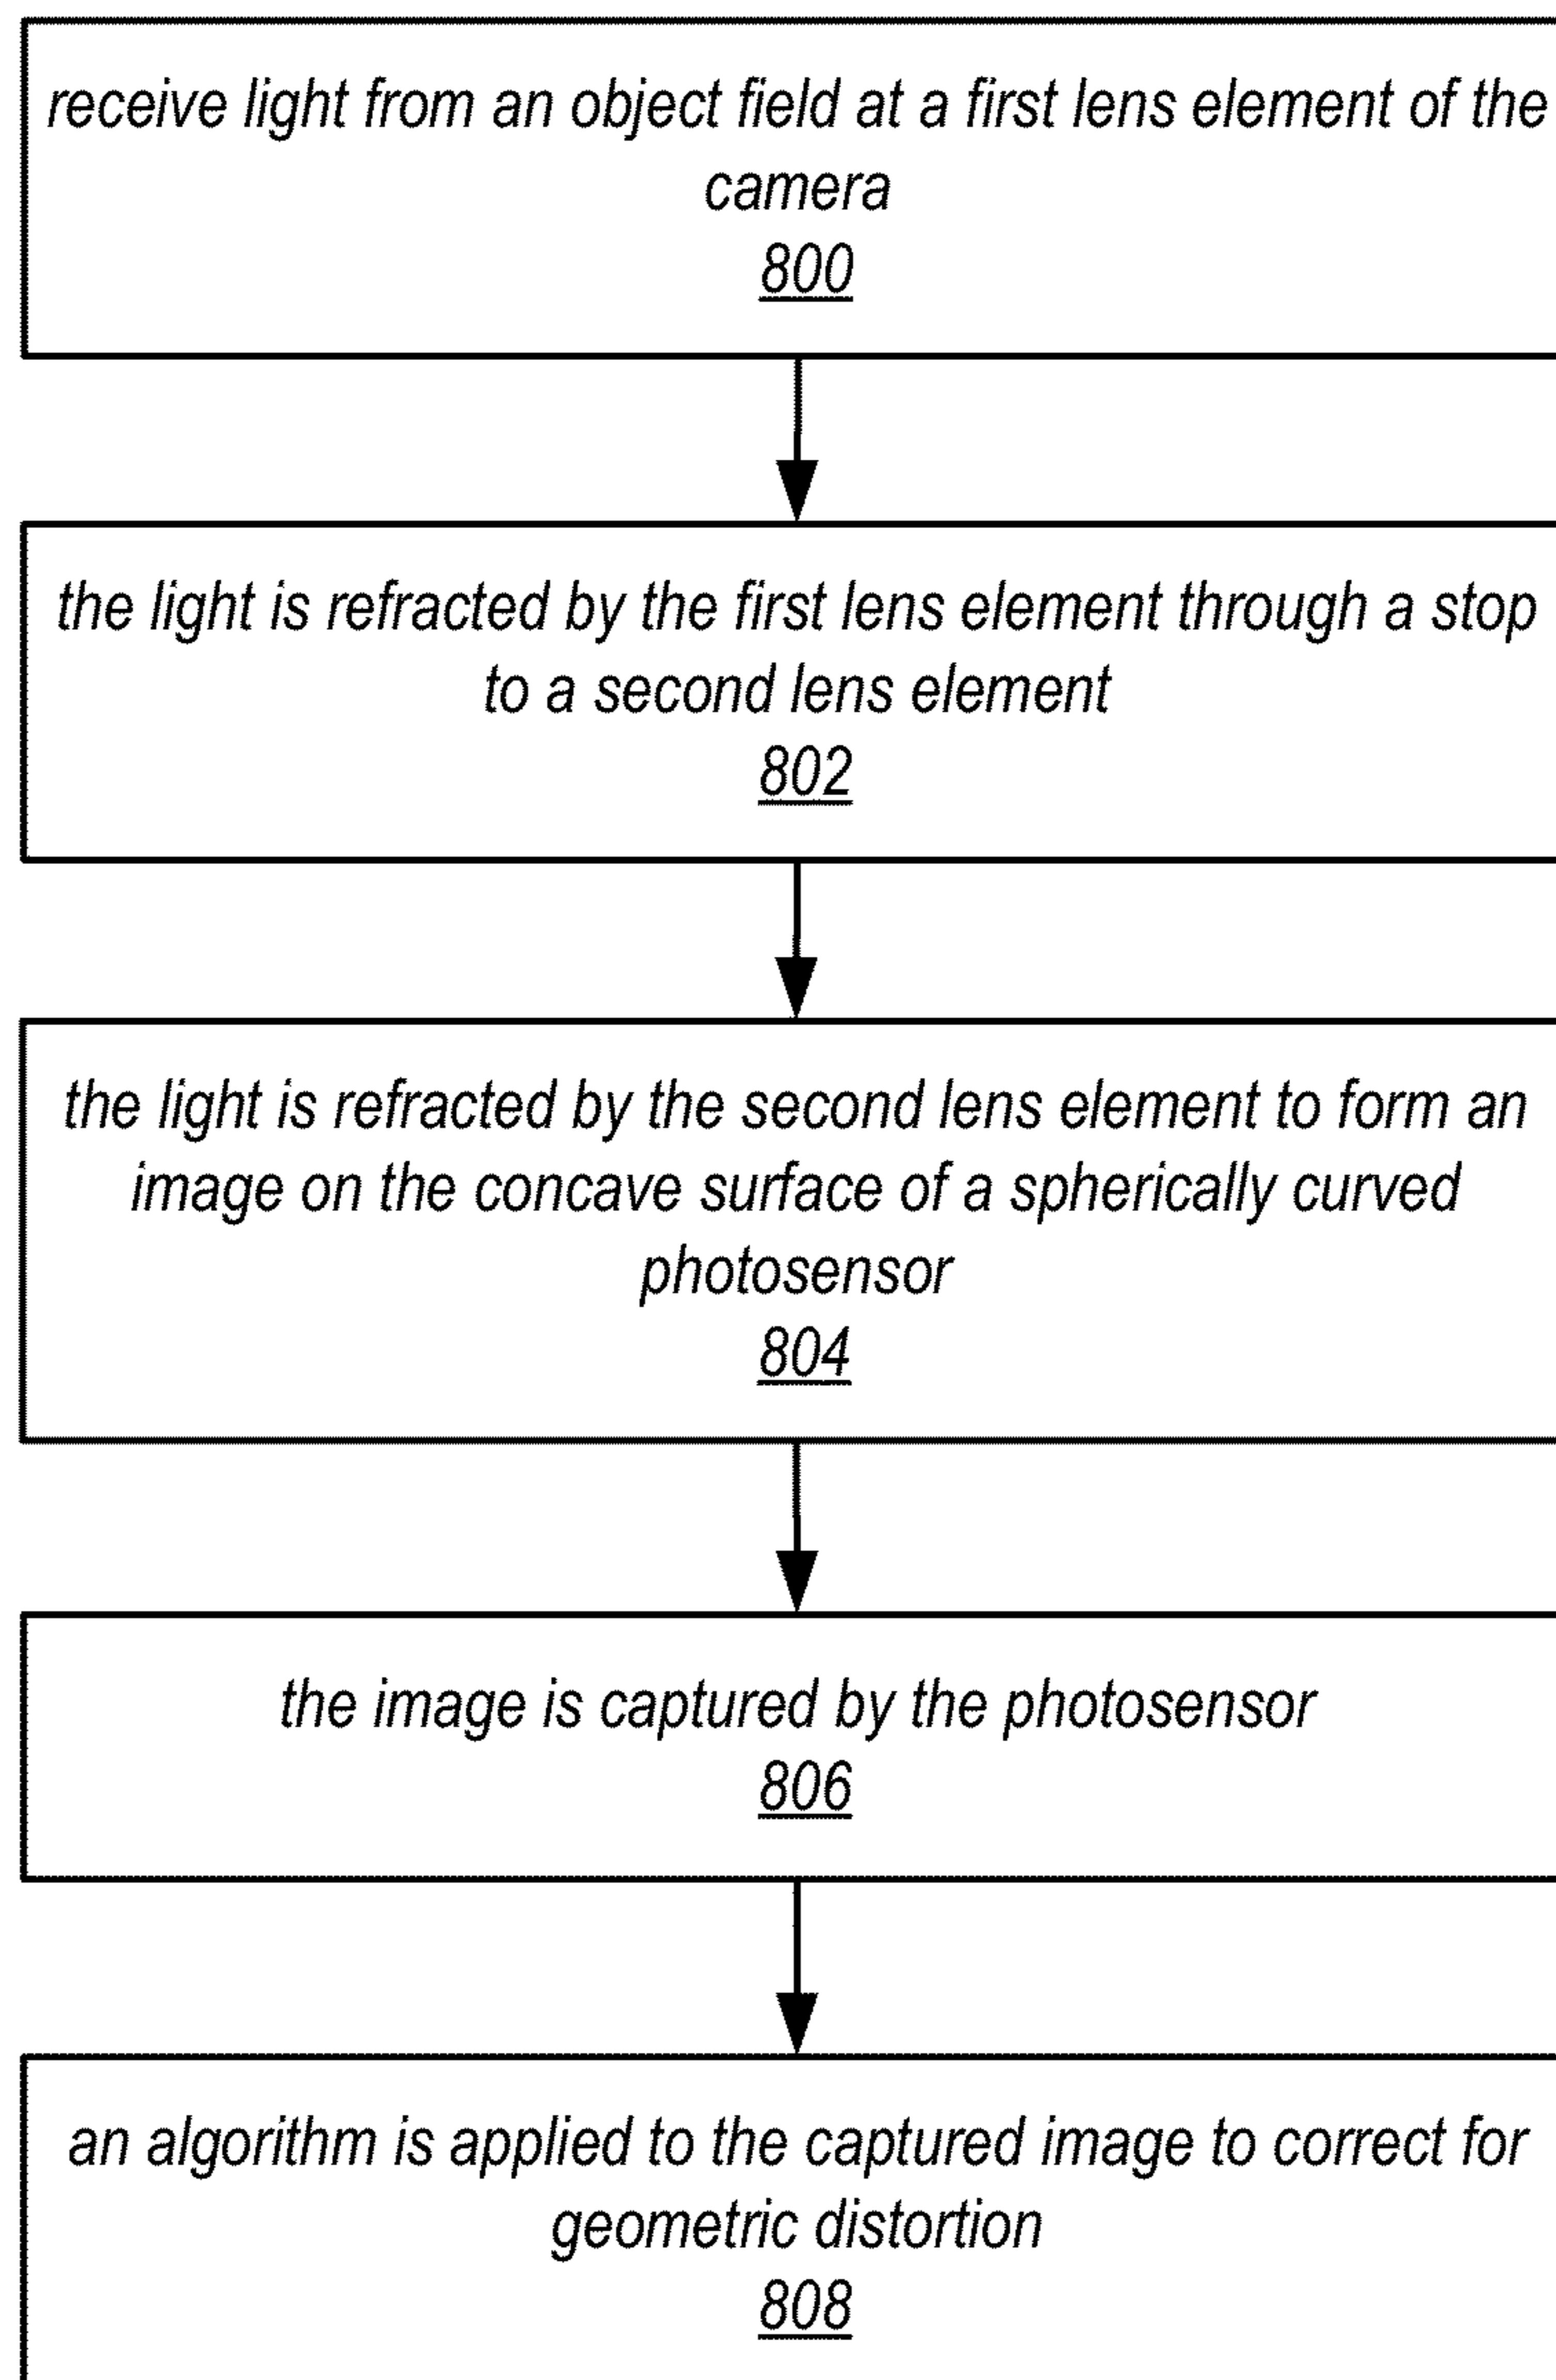 receive light from an object field at a first lens element of the
camera
800
the light is refracted by the first lens element through a stop
to a second lens element
802
the light is refracted by the second lens element to form an
image on the concave surface of a spherically curved
photosensor
804
the image is captured by the photosensor
806
an algorithm is applied to the captured image to correct for
geometric distortion
808